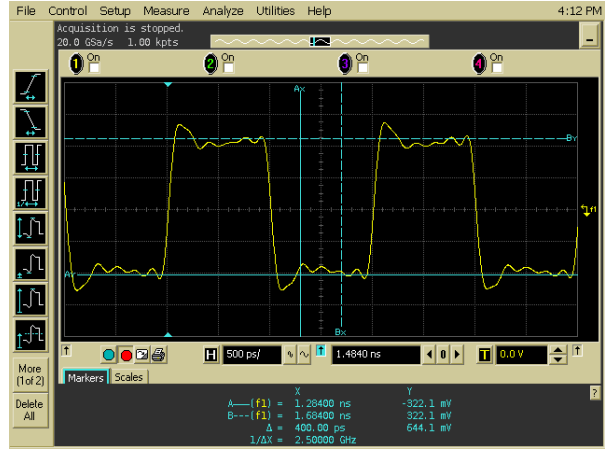 File Control Setup Measure Analyze Utilities Help 4:12 PM
Acquisition is stopped.
20.0 GSa/s 1.00 kpts
1 On 2 On 3 On 4 On
Ax
By
f1
Ay
Bx
H 500 ps/ 1.4840 ns 0 T 0.0 V
More
(1of 2)
Delete
All
Markers Scales
?
X Y
A——(f1) = 1.28400 ns -322.1 mV
B---(f1) = 1.68400 ns 322.1 mV
Δ = 400.00 ps 644.1 mV
1/ΔX = 2.50000 GHz